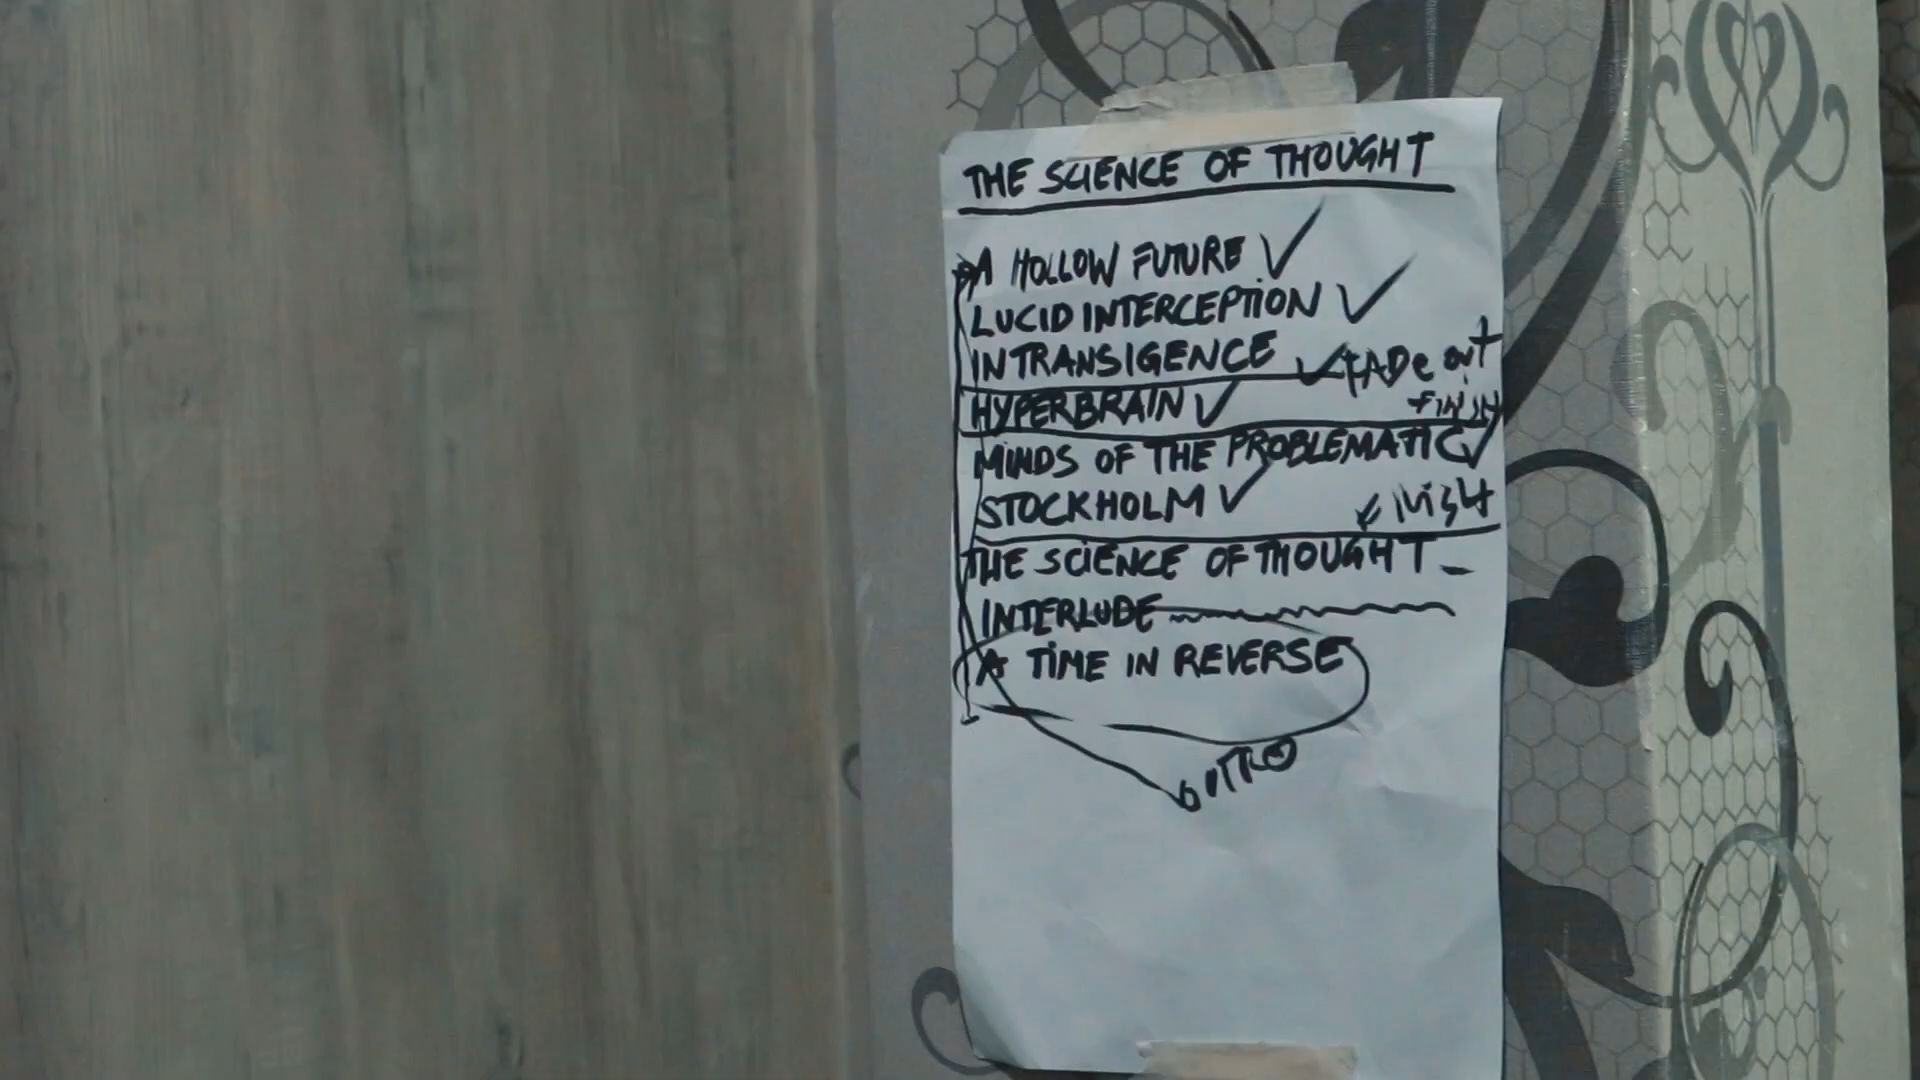 THE SCIENCE OF THOUGHT
A HOLLOW FUTURE
LUCID INTERCEPTION
INTRANSIGENCE FADE out
HYPERBRAIN finish
MINDS OF THE PROBLEMATIC
STOCKHOLM
THE SCIENCE OF THOUGHT
INTERLUDE
A TIME IN REVERSE
OUTRO